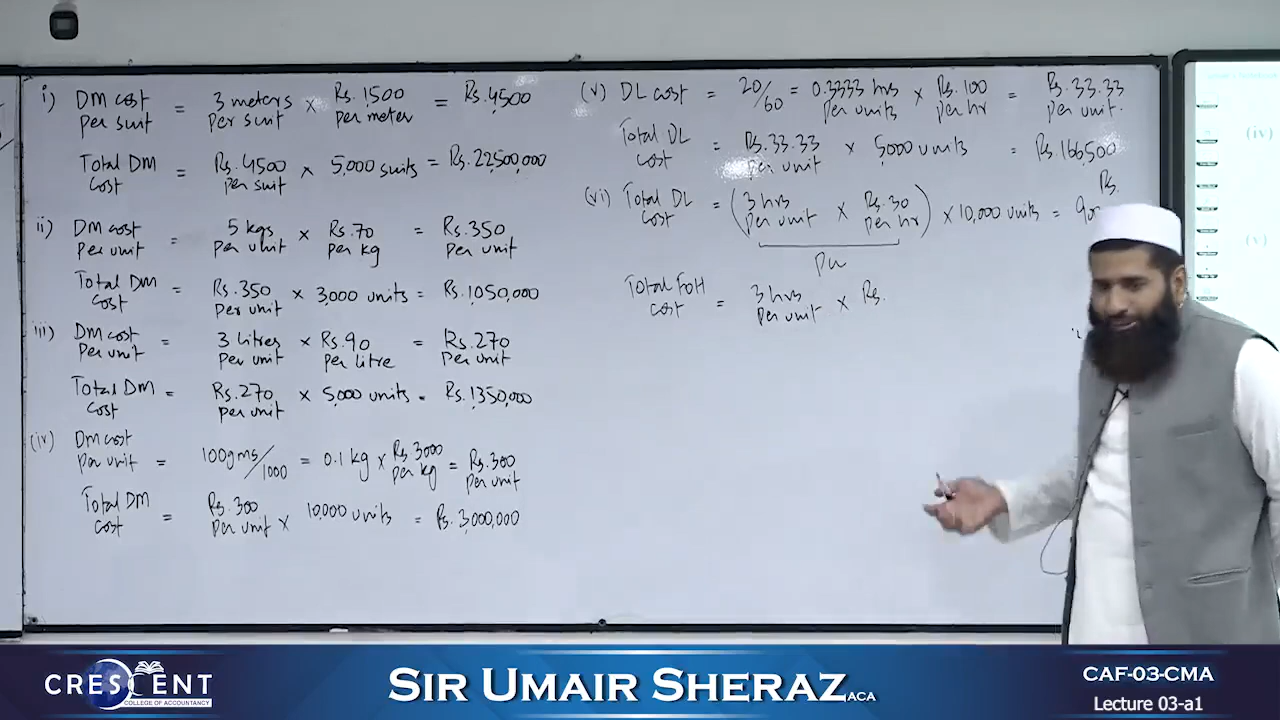 i) DM cost per suit = 3 meters per suit × Rs. 1500 per meter = Rs. 4500
Total DM cost = Rs. 4500 per suit × 5,000 suits = Rs. 22500,000
ii) DM cost per unit = 5 kgs per unit × Rs. 70 per kg = Rs. 350 per unit
Total DM cost = Rs. 350 per unit × 3000 units = Rs. 1050,000
iii) DM cost per unit = 3 litres per unit × Rs. 90 per litre = Rs. 270 per unit
Total DM cost = Rs. 270 per unit × 5,000 units = Rs. 1350,000
(iv) DM cost per unit = 100gms/1000 = 0.1 kg × Rs 3000 per kg = Rs. 300 per unit
Total DM cost = Rs. 300 per unit × 10,000 units = Rs. 3,000,000
(v) DL cost = 20/60 = 0.3333 hrs per units × Rs. 100 per hr = Rs. 33.33 per unit.
Total DL cost = Rs. 33.33 per unit × 5,000 units = Rs. 166500
(vi) Total DL cost = (3 hrs per unit × Rs. 30 per hr) × 10,000 units = Rs.
pu
Total FOH cost = 3 hrs per unit × Rs.
(iv)
(v)
CRESCENT
COLLEGE OF ACCOUNTANCY
SIR UMAIR SHERAZ ACA
CAF-03-CMA
Lecture 03-a1